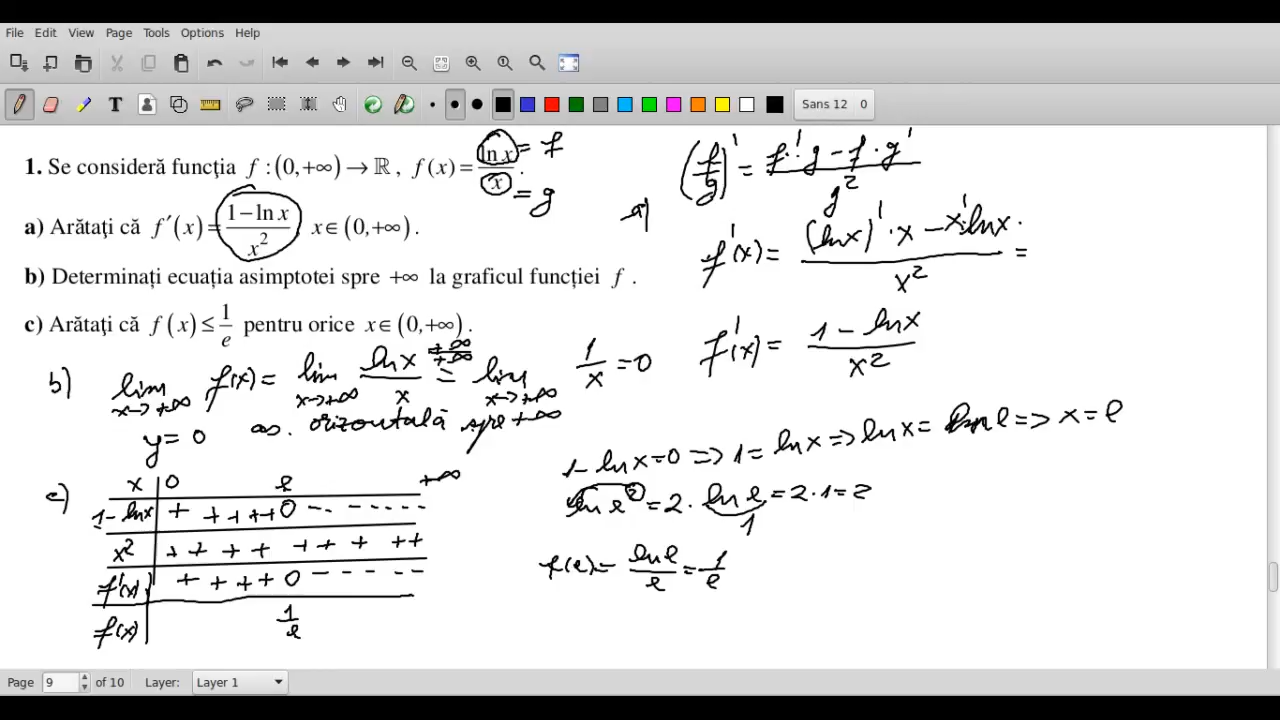 File Edit View Page Tools Options Help
Sans 12 0
1. Se consideră funcția f : (0,+∞) → ℝ, f(x) = ln x / x . = f = g
a) Arătați că f′(x) = (1 − ln x) / x² , x ∈ (0,+∞).
b) Determinați ecuația asimptotei spre +∞ la graficul funcției f .
c) Arătați că f(x) ≤ 1/e pentru orice x ∈ (0,+∞).
(f/g)' = (f'·g − f·g') / g²
a) f'(x) = ((ln x)'·x − x'·ln x) / x² =
f'(x) = (1 − ln x) / x²
b) lim x→+∞ f(x) = lim x→+∞ ln x / x = +∞/+∞ lim x→+∞ 1/x = 0
y = 0 as. orizontală spre +∞
1 − ln x = 0 => 1 = ln x => ln x = ln e => x = e
ln e² = 2 · ln e = 2 · 1 = 2
1
f(e) = ln e / e = 1/e
c) x 0 e +∞
1 − ln x + + + + + 0 − − − − − − −
x² + + + + + + + + +
f'(x) + + + + 0 − − − − −
f(x) 1/e
Page 9 of 10 Layer: Layer 1